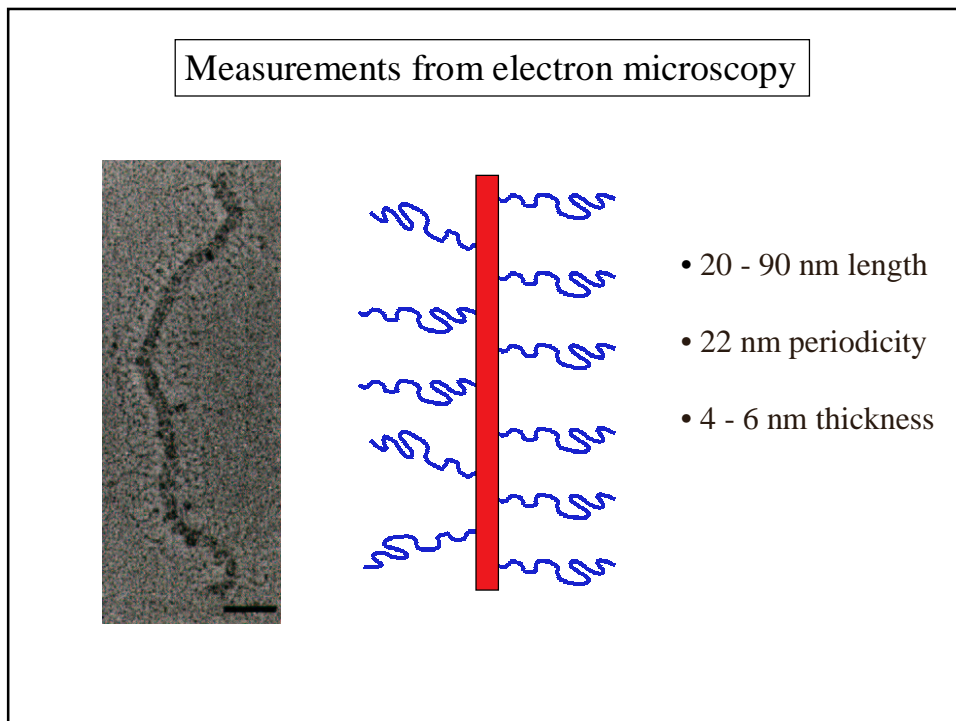 Measurements from electron microscopy
• 20 - 90 nm length
• 22 nm periodicity
• 4 - 6 nm thickness